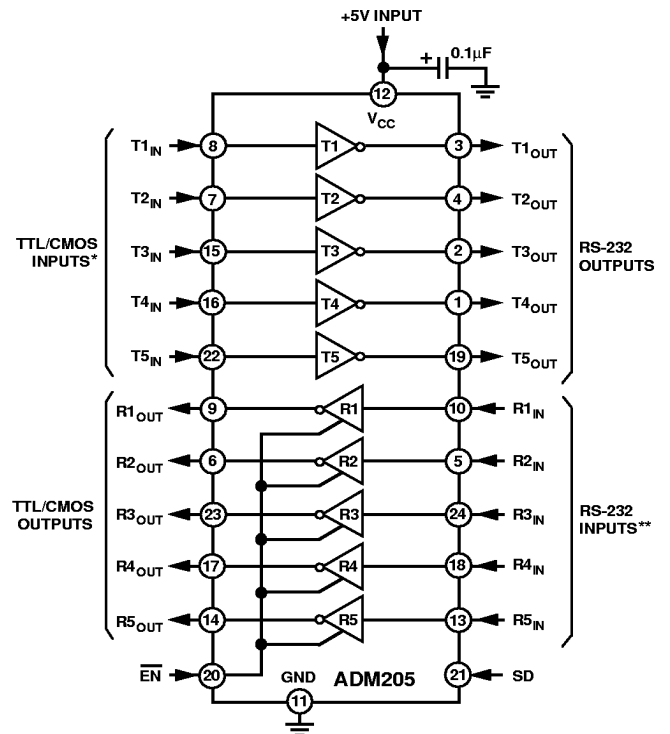 +5V INPUT
+ 0.1μF
12
VCC
T1IN 8 T1 3 T1OUT
T2IN 7 T2 4 T2OUT
TTL/CMOS
INPUTS*
T3IN 15 T3 2 T3OUT
RS-232
OUTPUTS
T4IN 16 T4 1 T4OUT
T5IN 22 T5 19 T5OUT
R1OUT 9 R1 10 R1IN
R2OUT 6 R2 5 R2IN
TTL/CMOS
OUTPUTS
R3OUT 23 R3 24 R3IN
RS-232
INPUTS**
R4OUT 17 R4 18 R4IN
R5OUT 14 R5 13 R5IN
E̅N̅ 20 GND ADM205 21 SD
11